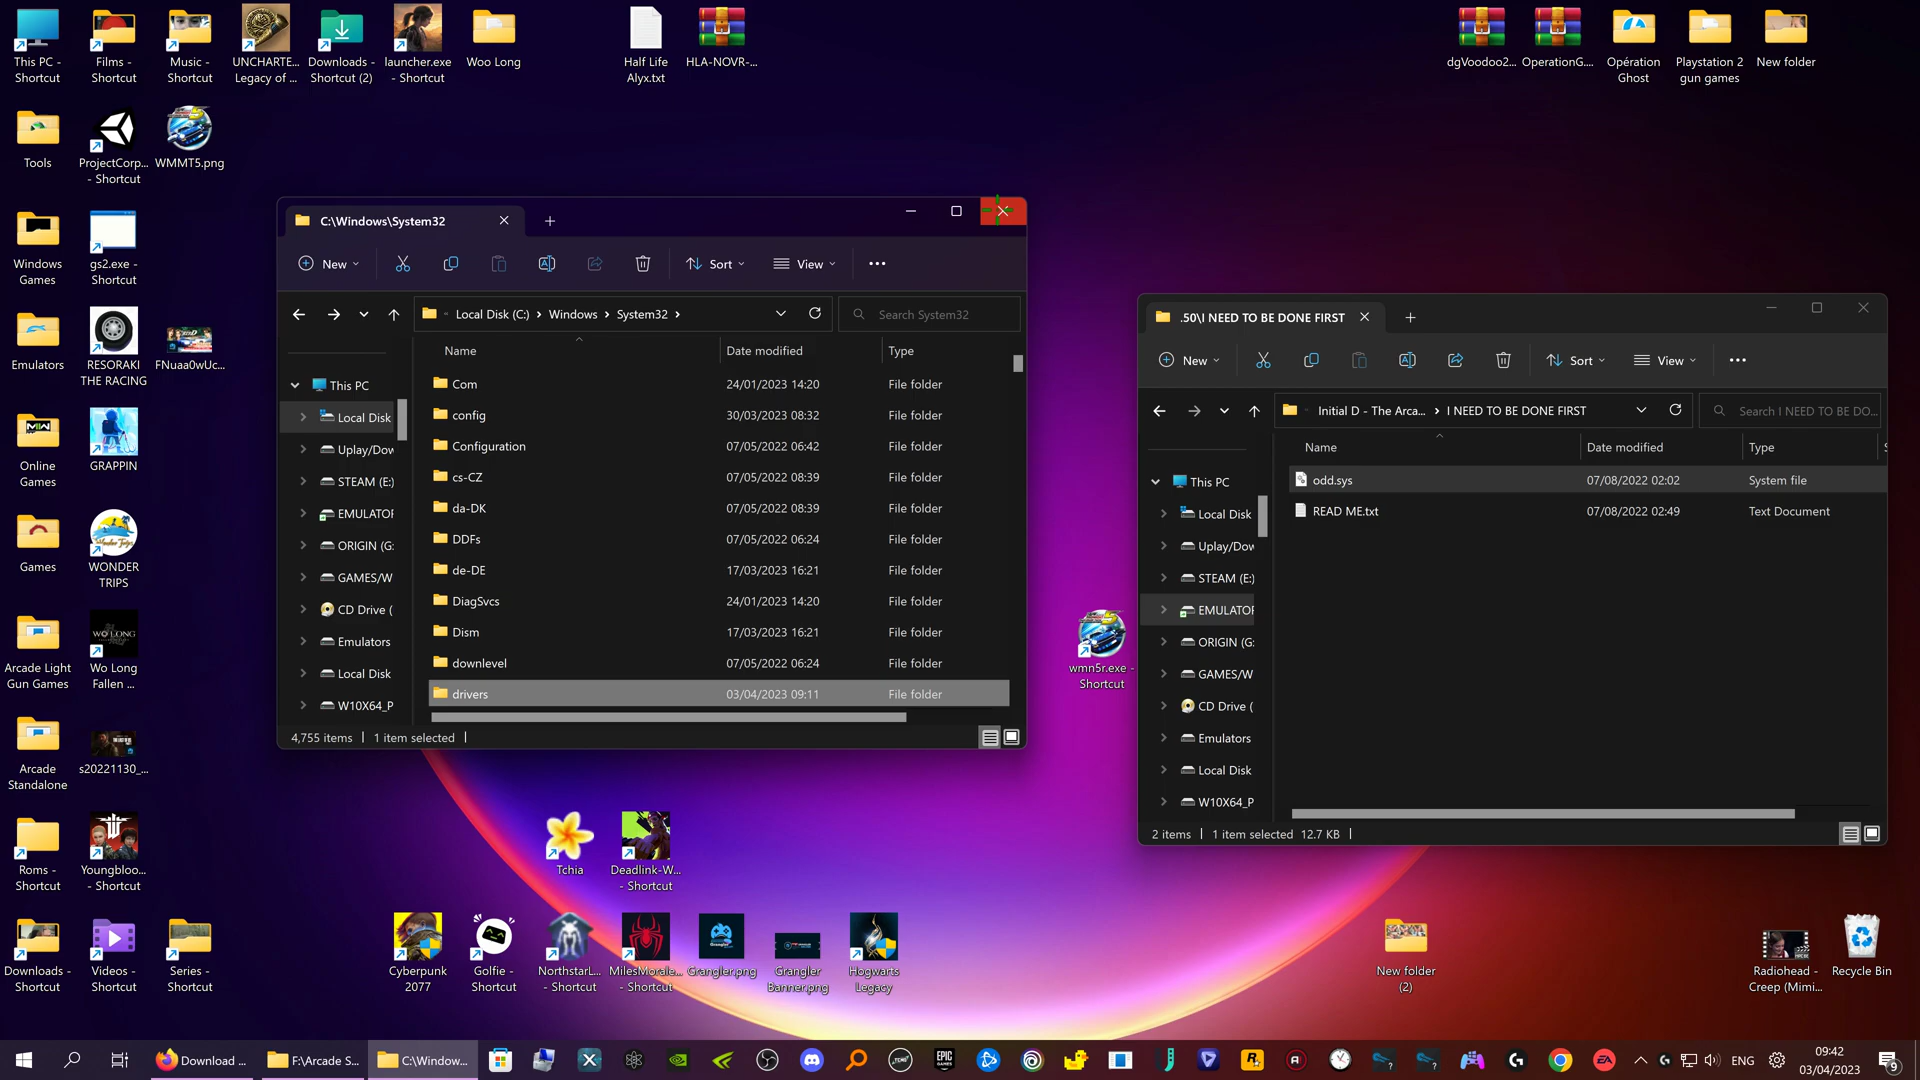 This PC - Shortcut
Films - Shortcut
Music - Shortcut
UNCHARTE... Legacy of ...
Downloads - Shortcut (2)
launcher.exe - Shortcut
Woo Long
Half Life Alyx.txt
HLA-NOVR-...
dgVoodoo2...
OperationG...
Opération Ghost
Playstation 2 gun games
New folder
Tools
ProjectCorp... - Shortcut
WMMT5.png
Windows Games
gs2.exe - Shortcut
Emulators
RESORAKI THE RACING
FNuaa0wUc...
Online Games
GRAPPIN
Games
WONDER TRIPS
Arcade Light Gun Games
Wo Long Fallen ...
Arcade Standalone
s20221130_...
Roms - Shortcut
Youngbloo... - Shortcut
Downloads - Shortcut
Videos - Shortcut
Series - Shortcut
C:\Windows\System32
New
Sort
View
Local Disk (C:) Windows System32
Search System32
Name Date modified Type
Com 24/01/2023 14:20 File folder
config 30/03/2023 08:32 File folder
Configuration 07/05/2022 06:42 File folder
cs-CZ 07/05/2022 08:39 File folder
da-DK 07/05/2022 08:39 File folder
DDFs 07/05/2022 06:24 File folder
de-DE 17/03/2023 16:21 File folder
DiagSvcs 24/01/2023 14:20 File folder
Dism 17/03/2023 16:21 File folder
downlevel 07/05/2022 06:24 File folder
drivers 03/04/2023 09:11 File folder
This PC
Local Disk
Uplay/Dow
STEAM (E:)
EMULATOR
ORIGIN (G:
GAMES/W
CD Drive (
Emulators
Local Disk
W10X64_P
4,755 items 1 item selected
wmn5r.exe - Shortcut
.50\I NEED TO BE DONE FIRST
New
Sort
View
Initial D - The Arca... I NEED TO BE DONE FIRST
Search I NEED TO BE DO...
Name Date modified Type S
odd.sys 07/08/2022 02:02 System file
READ ME.txt 07/08/2022 02:49 Text Document
This PC
Local Disk
Uplay/Dow
STEAM (E:)
EMULATOR
ORIGIN (G:
GAMES/W
CD Drive (
Emulators
Local Disk
W10X64_P
2 items 1 item selected 12.7 KB
Tchia
Deadlink-W... - Shortcut
Cyberpunk 2077
Golfie - Shortcut
NorthstarL... - Shortcut
MilesMorale... - Shortcut
Grangler.png
Grangler Banner.png
Hogwarts Legacy
New folder (2)
Radiohead - Creep (Mimi...
Recycle Bin
Download ...
F:\Arcade S...
C:\Window...
ENG
09:42
03/04/2023
9